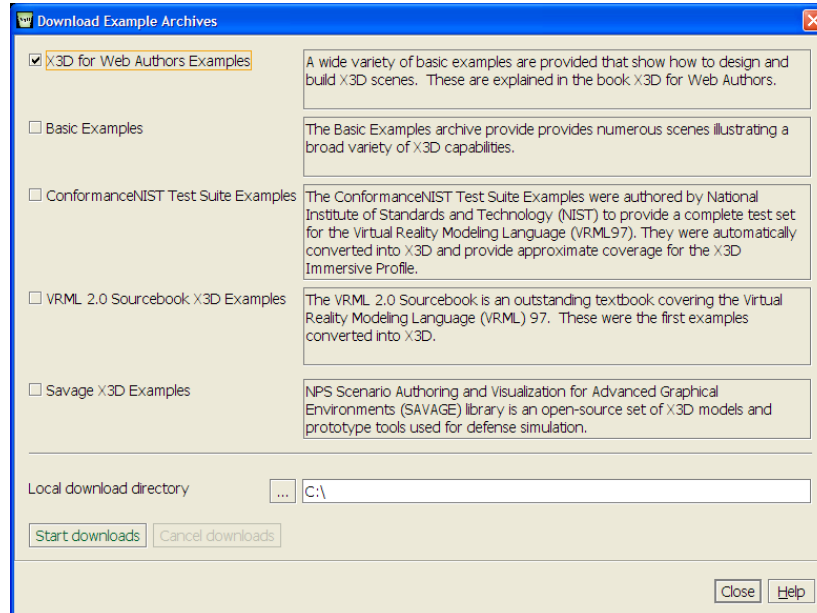 Download Example Archives
X3D for Web Authors Examples
A wide variety of basic examples are provided that show how to design and
build X3D scenes. These are explained in the book X3D for Web Authors.
Basic Examples
The Basic Examples archive provide provides numerous scenes illustrating a
broad variety of X3D capabilities.
ConformanceNIST Test Suite Examples
The ConformanceNIST Test Suite Examples were authored by National
Institute of Standards and Technology (NIST) to provide a complete test set
for the Virtual Reality Modeling Language (VRML97). They were automatically
converted into X3D and provide approximate coverage for the X3D
Immersive Profile.
VRML 2.0 Sourcebook X3D Examples
The VRML 2.0 Sourcebook is an outstanding textbook covering the Virtual
Reality Modeling Language (VRML) 97. These were the first examples
converted into X3D.
Savage X3D Examples
NPS Scenario Authoring and Visualization for Advanced Graphical
Environments (SAVAGE) library is an open-source set of X3D models and
prototype tools used for defense simulation.
Local download directory
...
C:\
Start downloads
Cancel downloads
Close
Help